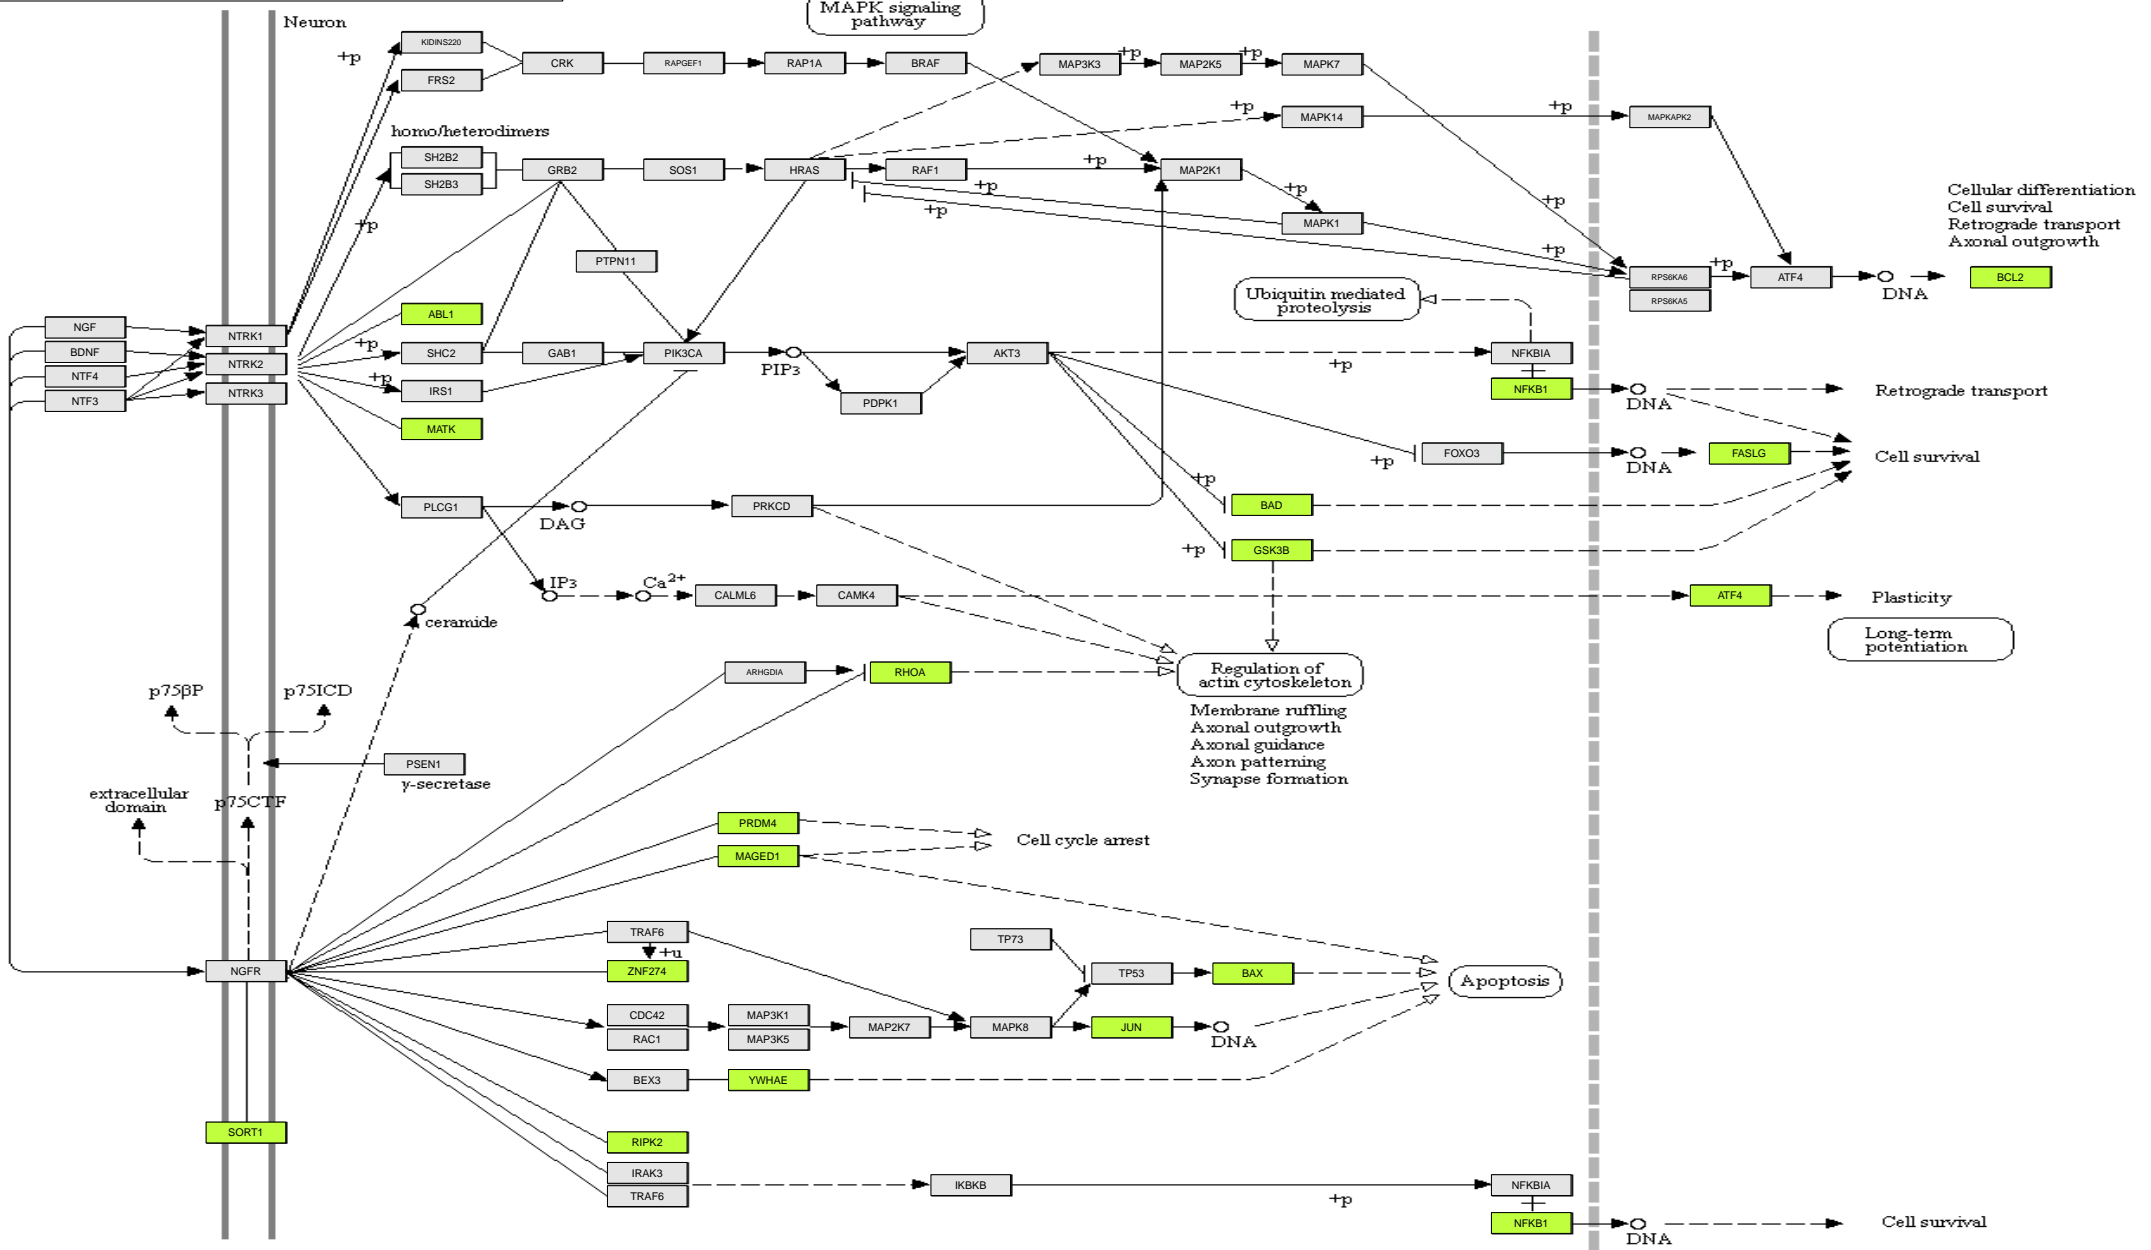 MAPK signaling
pathway
Neuron
+p
KIDINS220
FRS2
CRK
RAPGEF1
RAP1A
BRAF
MAP3K3
+p
MAP2K5
+p
MAPK7
+p
MAPK14
+p
MAPKAPK2
homo/heterodimers
SH2B2
SH2B3
GRB2
SOS1
HRAS
RAF1
+p
MAP2K1
+p
+p
+p
MAPK1
+p
+p
+p
PTPN11
Cellular differentiation
Cell survival
Retrograde transport
Axonal outgrowth
RPS6KA6
RPS6KA5
+p
ATF4
DNA
BCL2
Ubiquitin mediated
proteolysis
NGF
BDNF
NTF4
NTF3
NTRK1
NTRK2
NTRK3
ABL1
+p
SHC2
GAB1
PIK3CA
PIP3
AKT3
+p
NFKBIA
+p
IRS1
PDPK1
NFKB1
DNA
Retrograde transport
MATK
+p
FOXO3
DNA
FASLG
Cell survival
PLCG1
DAG
PRKCD
+p
BAD
+p
GSK3B
IP3
Ca2+
CALML6
CAMK4
ATF4
Plasticity
ceramide
Long-term
potentiation
ARHGDIA
RHOA
Regulation of
actin cytoskeleton
p75βP
p75ICD
Membrane ruffling
Axonal outgrowth
Axonal guidance
Axon patterning
Synapse formation
PSEN1
γ-secretase
extracellular
domain
p75CTF
PRDM4
MAGED1
Cell cycle arrest
TRAF6
+u
ZNF274
TP73
TP53
BAX
Apoptosis
NGFR
CDC42
RAC1
MAP3K1
MAP3K5
MAP2K7
MAPK8
JUN
DNA
BEX3
YWHAE
SORT1
RIPK2
IRAK3
TRAF6
IKBKB
+p
NFKBIA
NFKB1
DNA
Cell survival